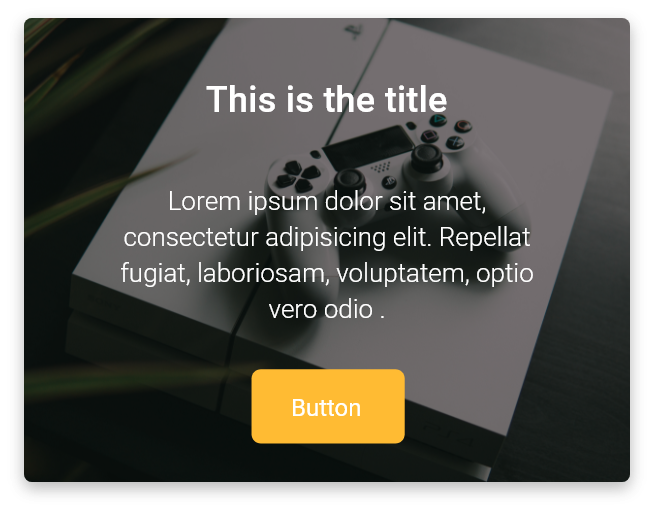 This is the title
Lorem ipsum dolor sit amet,
consectetur adipisicing elit. Repellat
fugiat, laboriosam, voluptatem, optio
vero odio .
Button